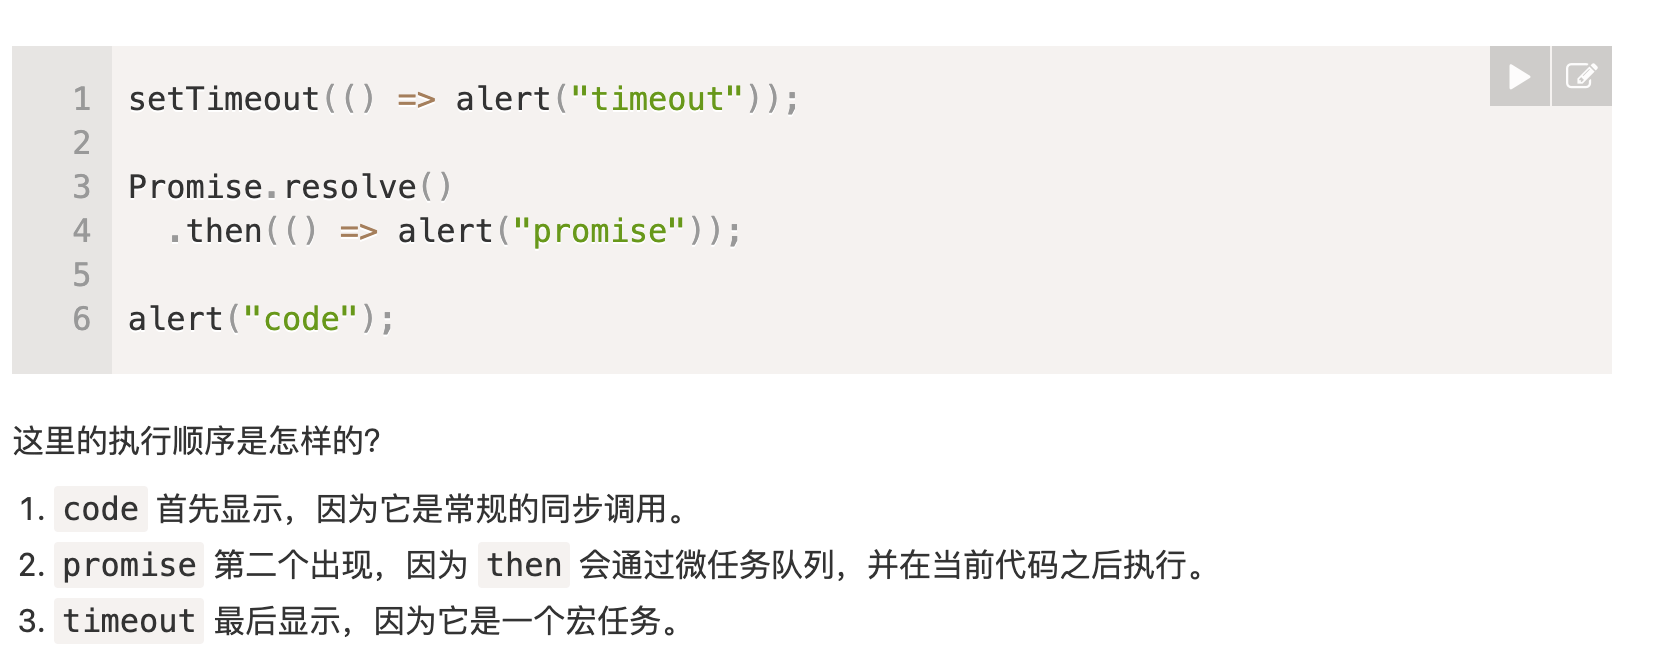 1 setTimeout(() => alert("timeout"));
2
3 Promise.resolve()
4   .then(() => alert("promise"));
5
6 alert("code");
这里的执行顺序是怎样的?
1. code 首先显示，因为它是常规的同步调用。
2. promise 第二个出现，因为 then 会通过微任务队列，并在当前代码之后执行。
3. timeout 最后显示，因为它是一个宏任务。